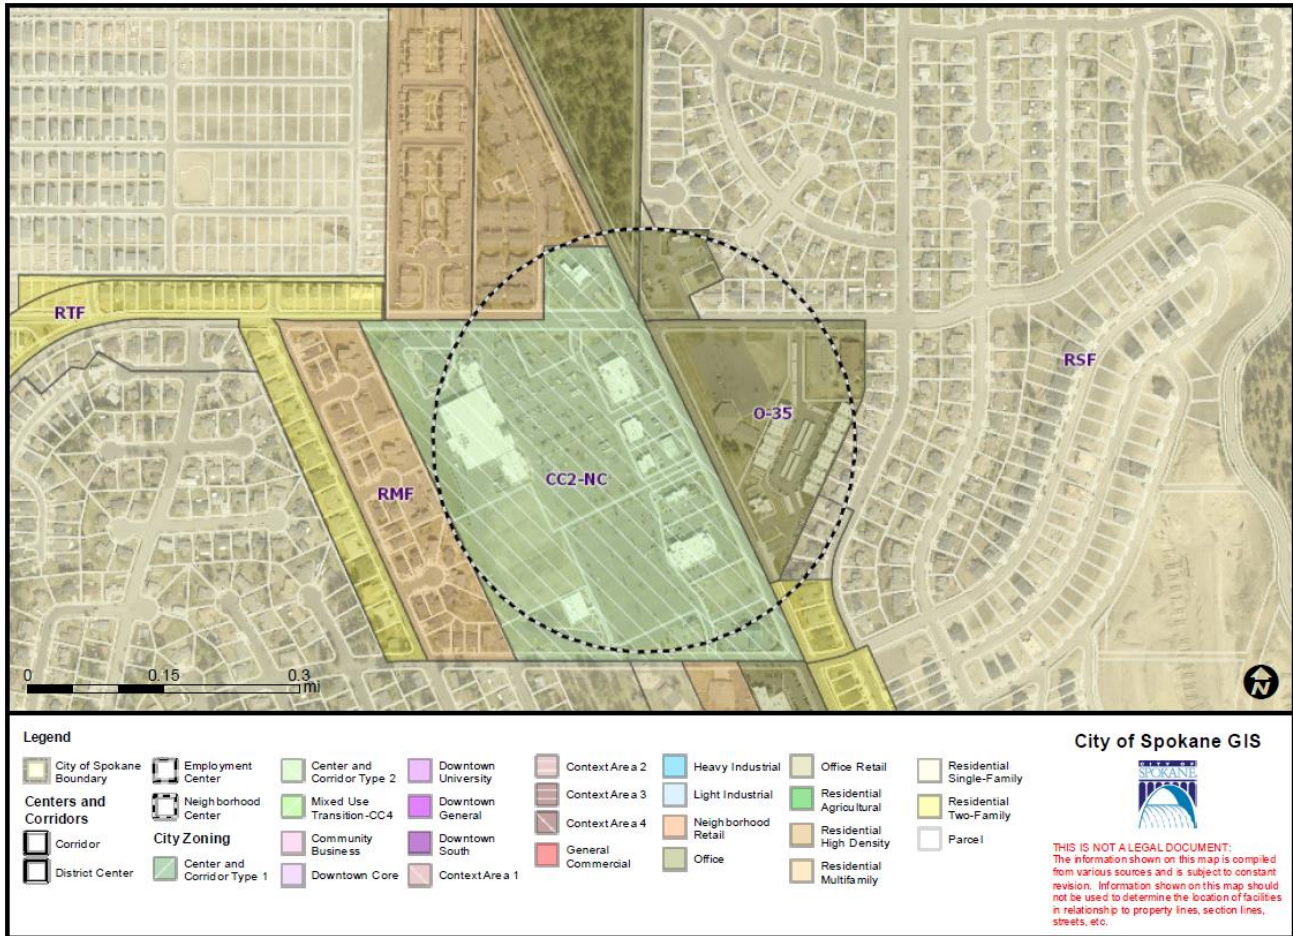 RTF
RSF
O-35
CC2-NC
RMF
0 0.15 0.3
mi
N
Legend
City of Spokane
Boundary
Centers and
Corridors
Corridor
District Center
Employment
Center
Neighborhood
Center
City Zoning
Center and
Corridor Type 1
Center and
Corridor Type 2
Mixed Use
Transition-CC4
Community
Business
Downtown Core
Downtown
University
Downtown
General
Downtown
South
Context Area 1
Context Area 2
Context Area 3
Context Area 4
General
Commercial
Heavy Industrial
Light Industrial
Neighborhood
Retail
Office
Office Retail
Residential
Agricultural
Residential
High Density
Residential
Multifamily
Residential
Single-Family
Residential
Two-Family
Parcel
City of Spokane GIS
CITY OF
SPOKANE
THIS IS NOT A LEGAL DOCUMENT:
The information shown on this map is compiled
from various sources and is subject to constant
revision. Information shown on this map should
not be used to determine the location of facilities
in relationship to property lines, section lines,
streets, etc.